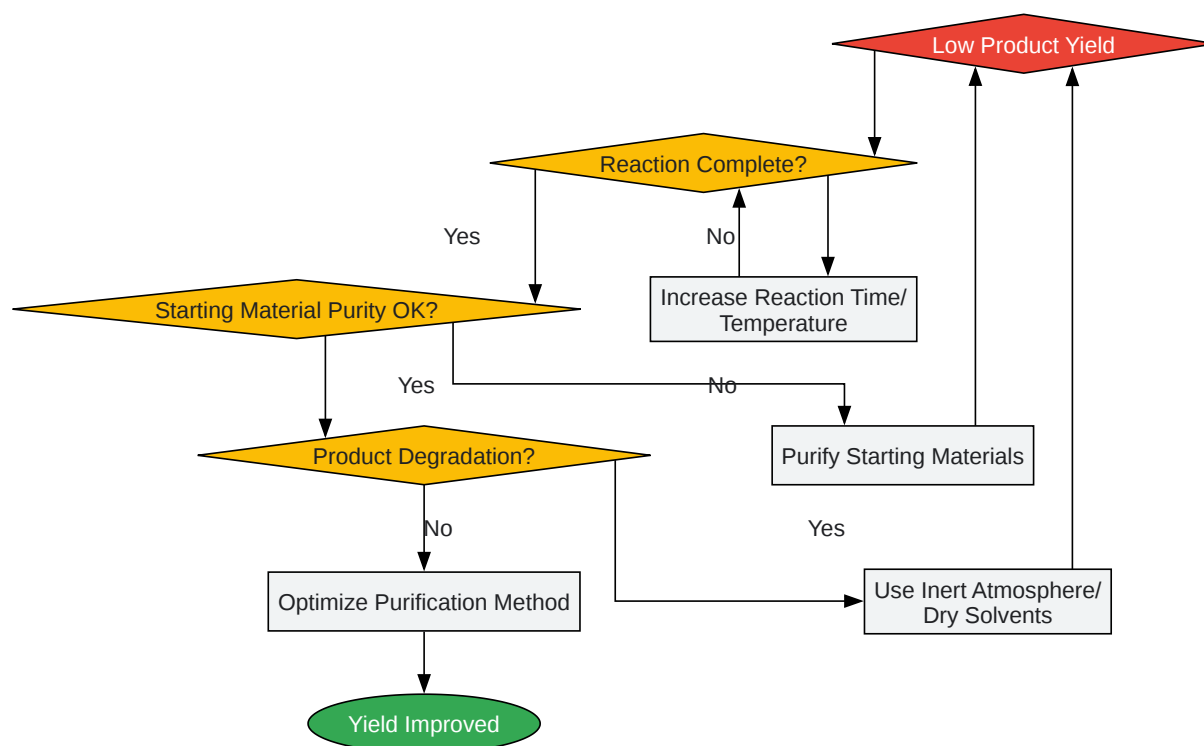 Low Product Yield
Reaction Complete?
Yes
No
Starting Material Purity OK?
Increase Reaction Time/
Temperature
Yes
No
Product Degradation?
Purify Starting Materials
No
Yes
Optimize Purification Method
Use Inert Atmosphere/
Dry Solvents
Yield Improved